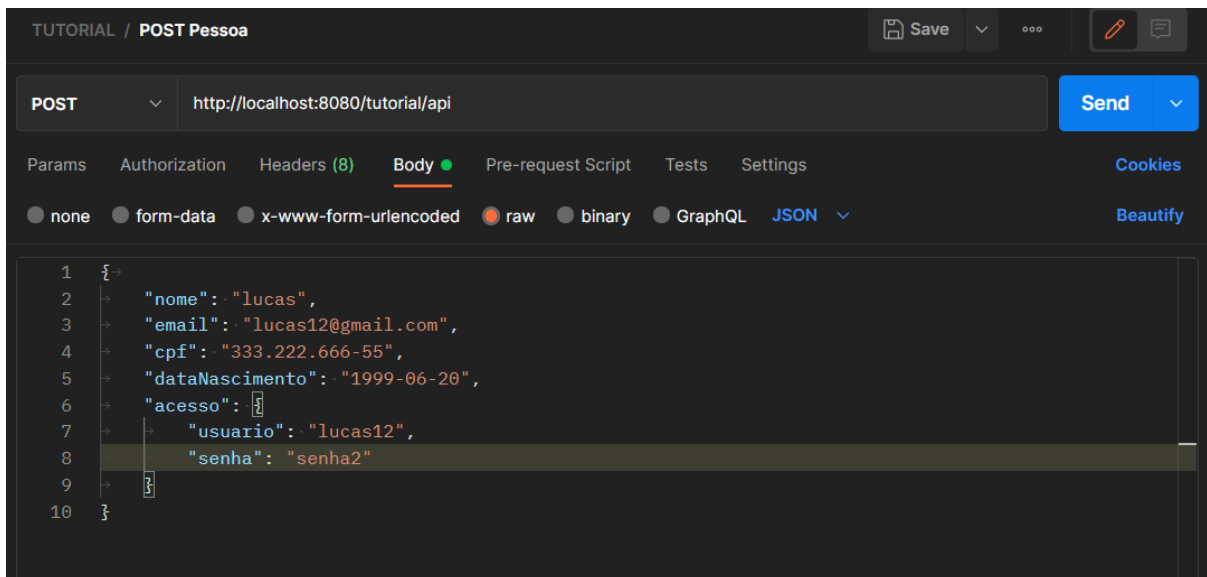 TUTORIAL / POST Pessoa Save ooo
POST http://localhost:8080/tutorial/api Send
Params Authorization Headers (8) Body Pre-request Script Tests Settings Cookies
none form-data x-www-form-urlencoded raw binary GraphQL JSON Beautify
1 {
2 "nome": "lucas",
3 "email": "lucas12@gmail.com",
4 "cpf": "333.222.666-55",
5 "dataNascimento": "1999-06-20",
6 "acesso": {
7 "usuario": "lucas12",
8 "senha": "senha2"
9 }
10 }